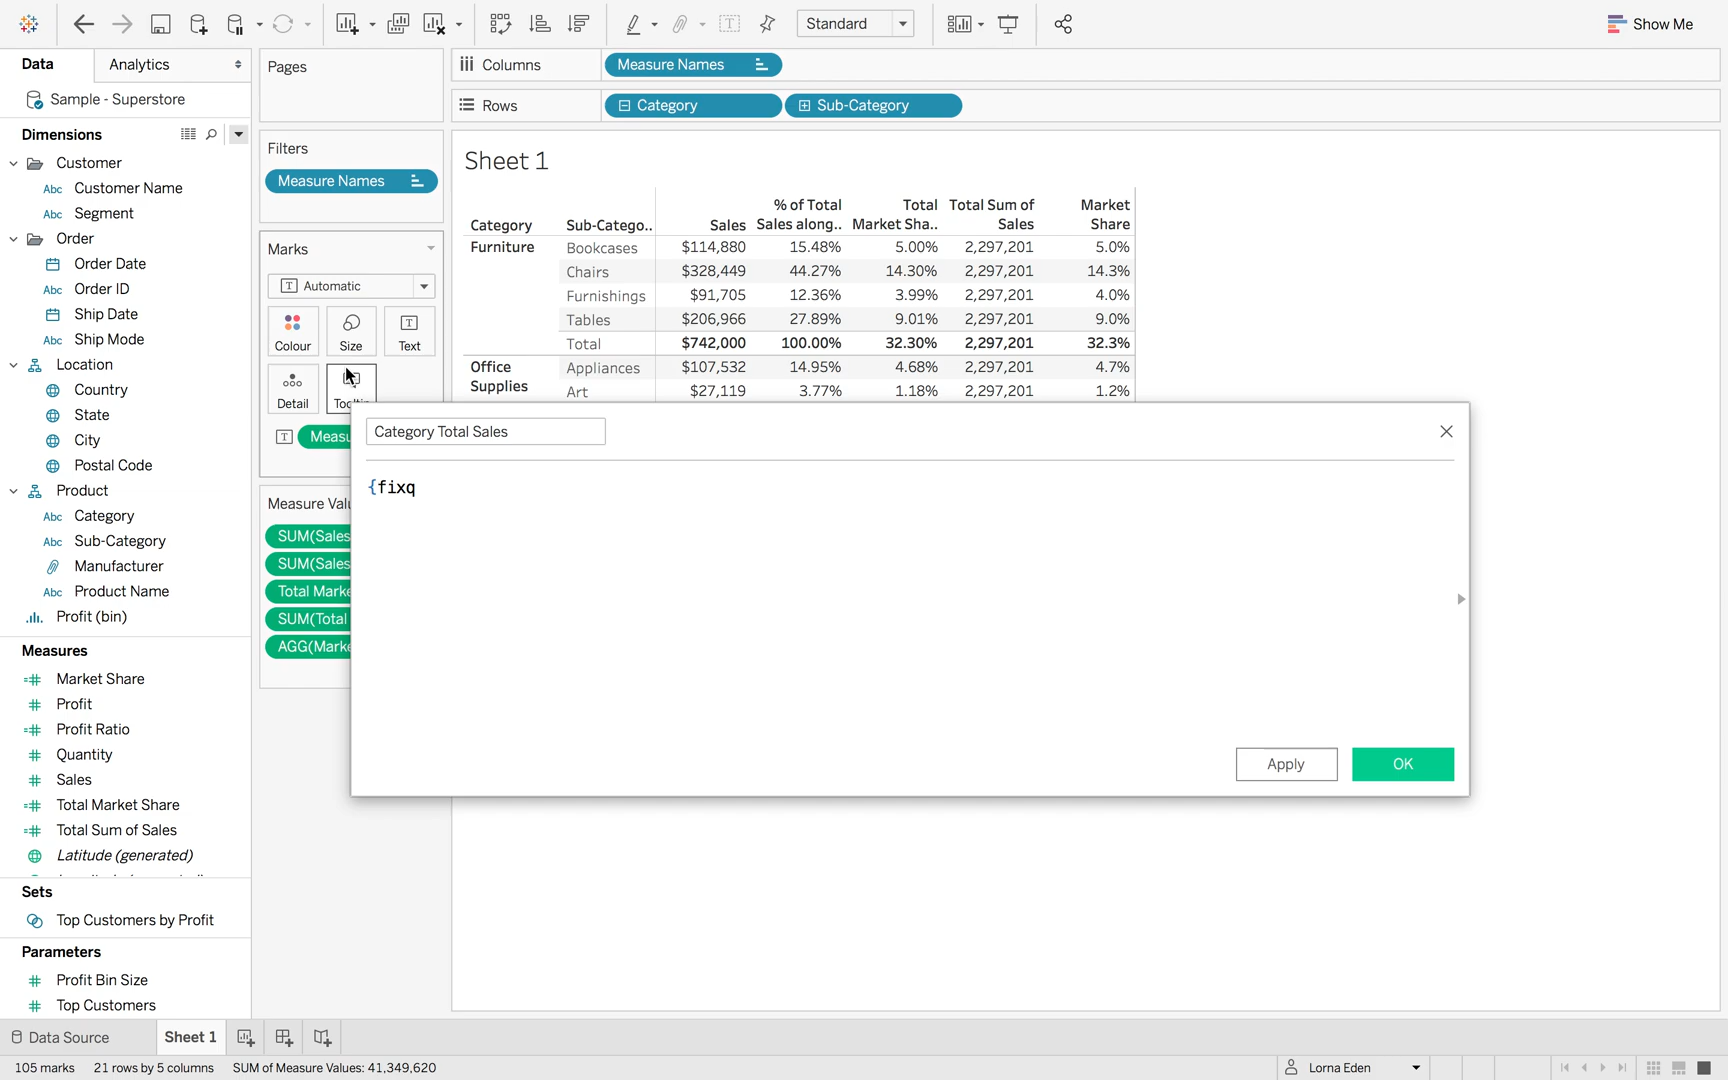 Standard
Show Me
Data
Analytics
Sample - Superstore
Dimensions
Customer
Abc Customer Name
Abc Segment
Order
Order Date
Abc Order ID
Ship Date
Abc Ship Mode
Location
Country
State
City
Postal Code
Product
Abc Category
Abc Sub-Category
Manufacturer
Abc Product Name
Profit (bin)
Measures
Market Share
Profit
Profit Ratio
Quantity
Sales
Total Market Share
Total Sum of Sales
Latitude (generated)
Sets
Top Customers by Profit
Parameters
Profit Bin Size
Top Customers
Pages
Filters
Measure Names
Marks
Automatic
Colour Size Text
Detail Tooltip
Measu
Measure Valu
SUM(Sales
SUM(Sales
Total Marke
SUM(Total
AGG(Marke
Columns Measure Names
Rows Category Sub-Category
Sheet 1
Category Sub-Catego.. Sales % of Total Sales along.. Total Market Sha.. Total Sum of Sales Market Share
Furniture Bookcases $114,880 15.48% 5.00% 2,297,201 5.0%
Chairs $328,449 44.27% 14.30% 2,297,201 14.3%
Furnishings $91,705 12.36% 3.99% 2,297,201 4.0%
Tables $206,966 27.89% 9.01% 2,297,201 9.0%
Total $742,000 100.00% 32.30% 2,297,201 32.3%
Office Supplies Appliances $107,532 14.95% 4.68% 2,297,201 4.7%
Art $27,119 3.77% 1.18% 2,297,201 1.2%
Category Total Sales
{fixq
Apply OK
Data Source Sheet 1
105 marks 21 rows by 5 columns SUM of Measure Values: 41,349,620
Lorna Eden